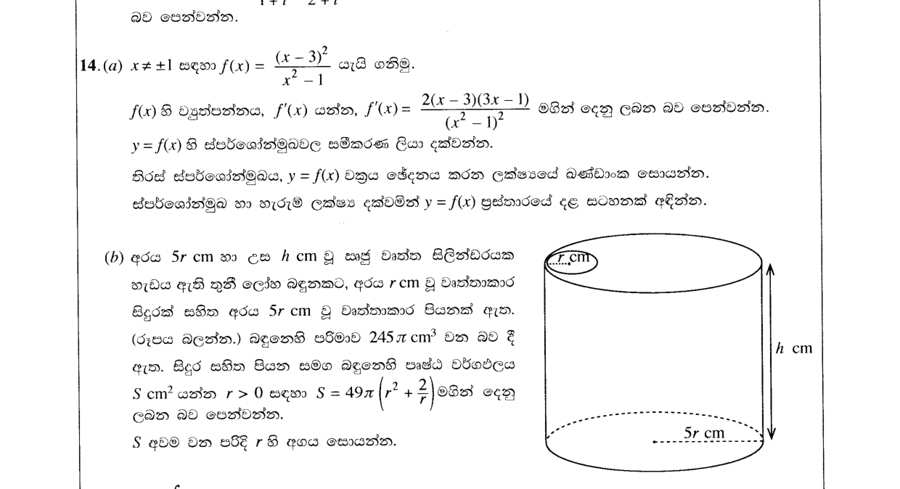 බව පෙන්වන්න.
14. (a) x ≠ ±1 සඳහා f(x) = (x − 3)² / (x² − 1) යැයි ගනිමු.
f(x) හි ව්‍යුත්පන්නය, f′(x) යන්න, f′(x) = 2(x − 3)(3x − 1) / (x² − 1)² මගින් දෙනු ලබන බව පෙන්වන්න.
y = f(x) හි ස්පර්ශෝන්මුඛවල සමීකරණ ලියා දක්වන්න.
තිරස් ස්පර්ශෝන්මුඛය, y = f(x) වක්‍රය ඡේදනය කරන ලක්ෂ්‍යයේ ඛණ්ඩාංක සොයන්න.
ස්පර්ශෝන්මුඛ හා හැරුම් ලක්ෂ්‍ය දක්වමින් y = f(x) ප්‍රස්තාරයේ දළ සටහනක් අඳින්න.
(b) අරය 5r cm හා උස h cm වූ සෘජු වෘත්ත සිලින්ඩරයක
හැඩය ඇති තුනී ලෝහ බඳුනකට, අරය r cm වූ වෘත්තාකාර
සිදුරක් සහිත අරය 5r cm වූ වෘත්තාකාර පියනක් ඇත.
(රූපය බලන්න.) බඳුනෙහි පරිමාව 245π cm³ වන බව දී
ඇත. සිදුර සහිත පියන සමග බඳුනෙහි පෘෂ්ඨ වර්ගඵලය
S cm² යන්න r > 0 සඳහා S = 49π(r² + 2/r) මගින් දෙනු
ලබන බව පෙන්වන්න.
S අවම වන පරිදි r හි අගය සොයන්න.
r cm
h cm
5r cm